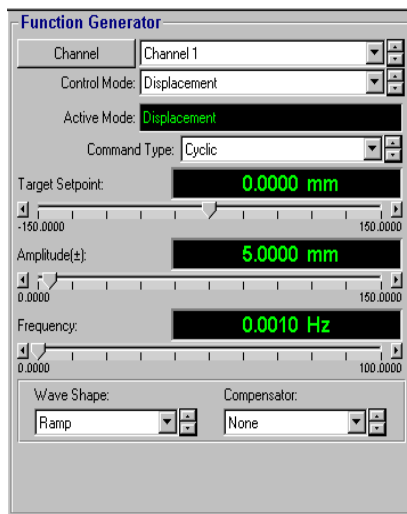 Function Generator
Channel Channel 1
Control Mode: Displacement
Active Mode: Displacement
Command Type: Cyclic
Target Setpoint: 0.0000 mm
-150.0000 150.0000
Amplitude(±): 5.0000 mm
0.0000 150.0000
Frequency: 0.0010 Hz
0.0000 100.0000
Wave Shape: Compensator:
Ramp None